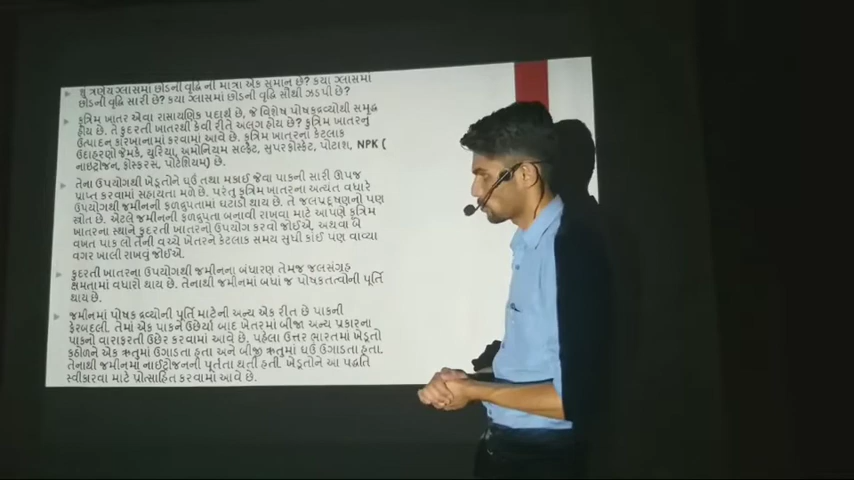 શું ત્રણેય ગ્લાસમાં છોડની વૃદ્ધિ ની માત્રા એક સમાન છે? કયા ગ્લાસમાં
છોડની વૃદ્ધિ સારી છે? કયા ગ્લાસમાં છોડની વૃદ્ધિ સૌથી ઝડપી છે?
કૃત્રિમ ખાતર એવા રાસાયણિક પદાર્થ છે, જે વિશેષ પોષકદ્રવ્યોથી સમૃદ્ધ
હોય છે. તે કુદરતી ખાતરથી કેવી રીતે અલગ હોય છે? કૃત્રિમ ખાતરનું
ઉત્પાદન કારખાનામાં કરવામાં આવે છે. કૃત્રિમ ખાતરનાં કેટલાક
ઉદાહરણો જેમકે, યુરિયા, અમોનિયમ સલ્ફેટ, સુપરફોસ્ફેટ, પોટાશ, NPK (
નાઇટ્રોજન, ફોસ્ફરસ, પોટેશિયમ) છે.
તેના ઉપયોગથી ખેડૂતોને ઘઉં તથા મકાઈ જેવા પાકની સારી ઊપજ
પ્રાપ્ત કરવામાં સહાયતા મળે છે. પરંતુ કૃત્રિમ ખાતરના અત્યંત વધારે
ઉપયોગથી જમીનની ફળદ્રુપતામાં ઘટાડો થાય છે. તે જલપ્રદૂષણનો પણ
સ્ત્રોત છે. એટલે જમીનની ફળદ્રુપતા બનાવી રાખવા માટે આપણે કૃત્રિમ
ખાતરના સ્થાને કુદરતી ખાતરનો ઉપયોગ કરવો જોઈએ. અથવા બે
વખત પાક લો તેની વચ્ચે ખેતરને કેટલાક સમય સુધી કાંઈ પણ વાવ્યા
વગર ખાલી રાખવું જોઈએ.
કુદરતી ખાતરના ઉપયોગથી જમીનના બંધારણ તેમજ જલસંગ્રહ
ક્ષમતામાં વધારો થાય છે. તેનાથી જમીનમાં બધાં જ પોષકતત્વોની પૂર્તિ
થાય છે.
જમીનમાં પોષક દ્રવ્યોની પૂર્તિ માટેની અન્ય એક રીત છે પાકની
ફેરબદલી. તેમાં એક પાકને ઉછેર્યા બાદ ખેતરમાં બીજા અન્ય પ્રકારના
પાકનો વારાફરતી ઉછેર કરવામાં આવે છે. પહેલા ઉત્તર ભારતમાં ખેડૂતો
કઠોળને એક ઋતુમાં ઉગાડતા હતા અને બીજી ઋતુમાં ઘઉં ઉગાડતા હતા.
તેનાથી જમીનમાં નાઈટ્રોજનની પૂર્તતા થતી હતી. ખેડૂતોને આ પદ્ધતિ
સ્વીકારવા માટે પ્રોત્સાહિત કરવામાં આવે છે.